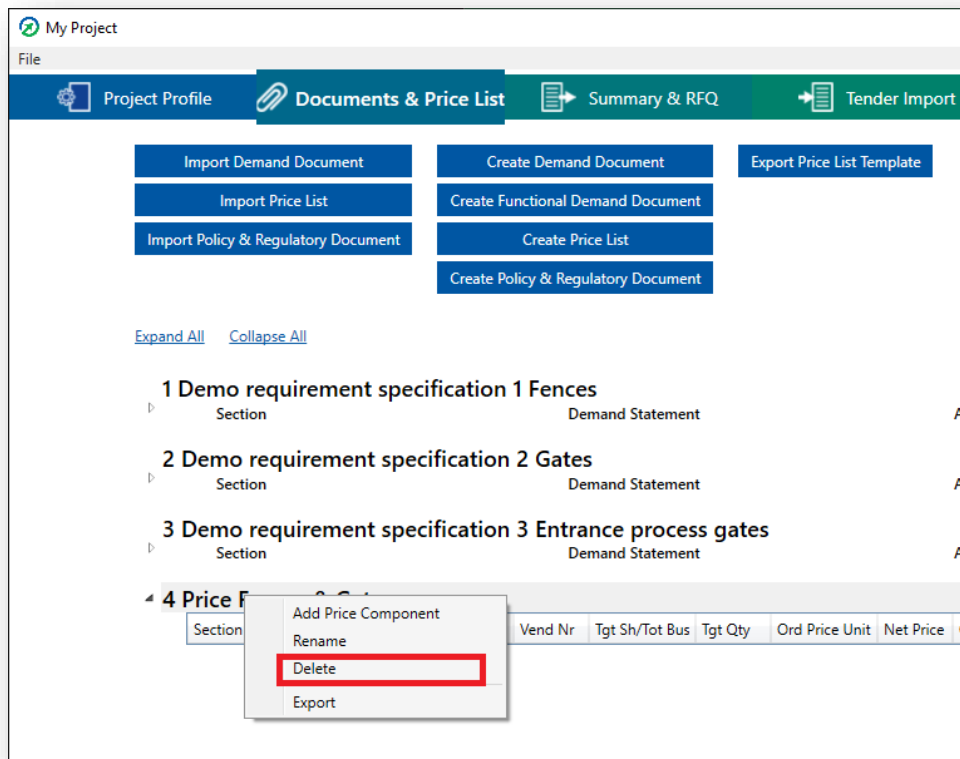 My Project
File
Project Profile Documents & Price List Summary & RFQ Tender Import
Import Demand Document Create Demand Document Export Price List Template
Import Price List Create Functional Demand Document
Import Policy & Regulatory Document Create Price List
Create Policy & Regulatory Document
Expand All Collapse All
1 Demo requirement specification 1 Fences
Section Demand Statement A
2 Demo requirement specification 2 Gates
Section Demand Statement A
3 Demo requirement specification 3 Entrance process gates
Section Demand Statement A
4 Price
Section Vend Nr Tgt Sh/Tot Bus Tgt Qty Ord Price Unit Net Price
Add Price Component
Rename
Delete
Export